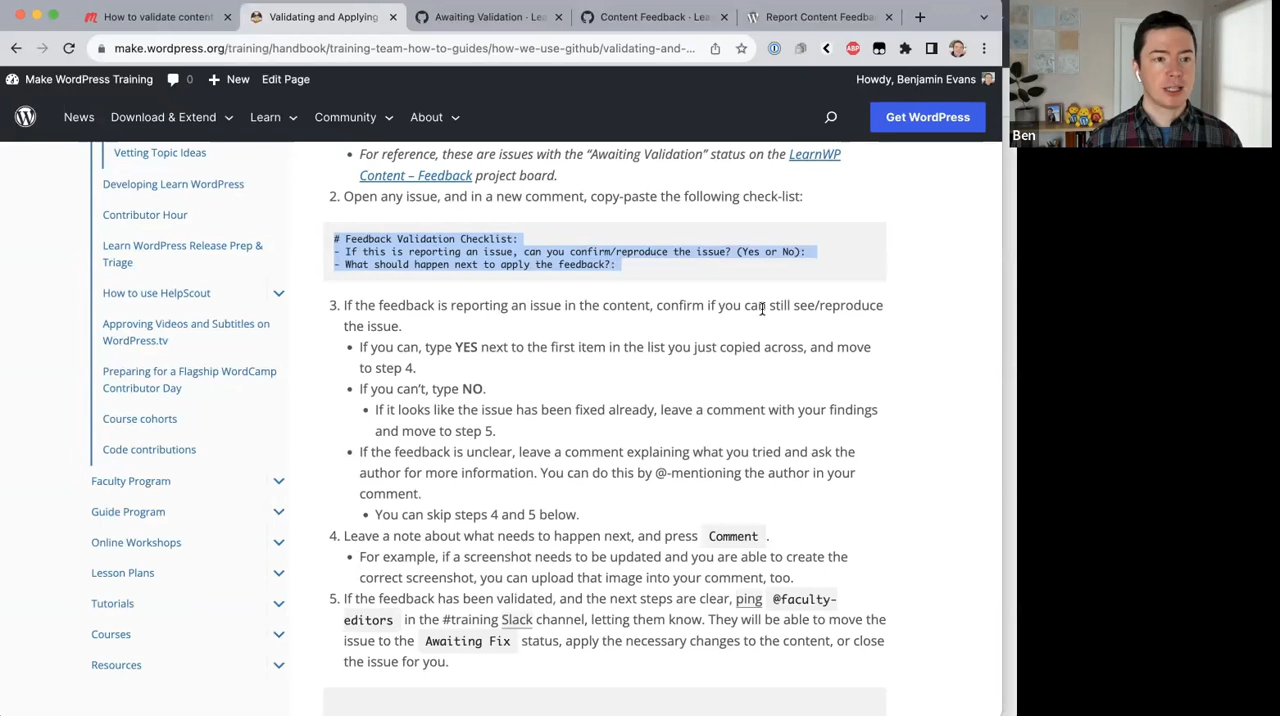 How to validate content
Validating and Applying
Awaiting Validation · Lea
Content Feedback · Lea
Report Content Feedba
make.wordpress.org/training/handbook/training-team-how-to-guides/how-we-use-github/validating-and-...
ABP
Make WordPress Training
0
New
Edit Page
Howdy, Benjamin Evans
Ben
News
Download & Extend
Learn
Community
About
Get WordPress
Vetting Topic Ideas
Developing Learn WordPress
Contributor Hour
Learn WordPress Release Prep &
Triage
How to use HelpScout
Approving Videos and Subtitles on
WordPress.tv
Preparing for a Flagship WordCamp
Contributor Day
Course cohorts
Code contributions
Faculty Program
Guide Program
Online Workshops
Lesson Plans
Tutorials
Courses
Resources
• For reference, these are issues with the “Awaiting Validation” status on the LearnWP
Content – Feedback project board.
2. Open any issue, and in a new comment, copy-paste the following check-list:
# Feedback Validation Checklist:
- If this is reporting an issue, can you confirm/reproduce the issue? (Yes or No):
- What should happen next to apply the feedback?:
3. If the feedback is reporting an issue in the content, confirm if you can still see/reproduce
the issue.
• If you can, type YES next to the first item in the list you just copied across, and move
to step 4.
• If you can’t, type NO.
• If it looks like the issue has been fixed already, leave a comment with your findings
and move to step 5.
• If the feedback is unclear, leave a comment explaining what you tried and ask the
author for more information. You can do this by @-mentioning the author in your
comment.
• You can skip steps 4 and 5 below.
4. Leave a note about what needs to happen next, and press Comment .
• For example, if a screenshot needs to be updated and you are able to create the
correct screenshot, you can upload that image into your comment, too.
5. If the feedback has been validated, and the next steps are clear, ping @faculty-
editors in the #training Slack channel, letting them know. They will be able to move the
issue to the Awaiting Fix status, apply the necessary changes to the content, or close
the issue for you.